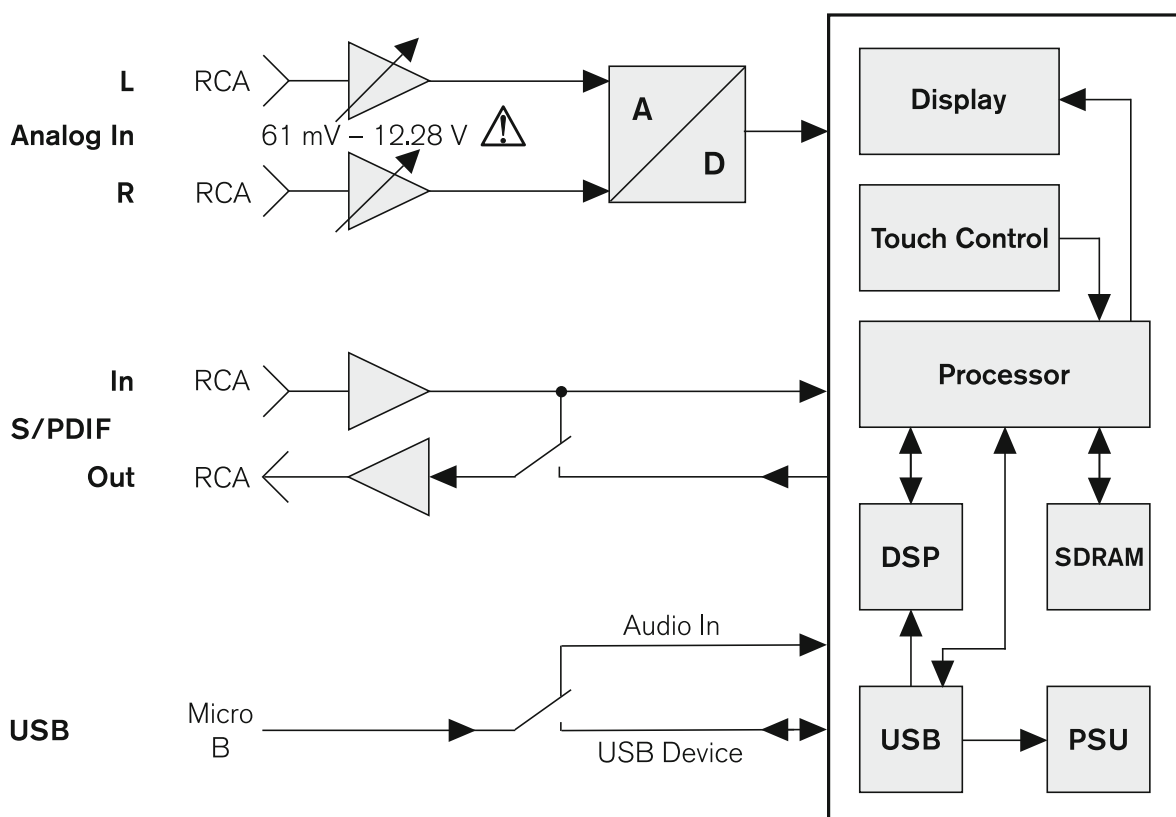 L RCA
Analog In 61 mV – 12.28 V
R RCA
A
D
Display
Touch Control
Processor
In RCA
S/PDIF
Out RCA
DSP
SDRAM
Audio In
USB
Micro
B
USB Device
USB
PSU